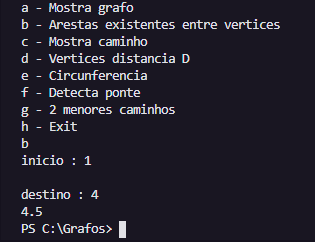 a - Mostra grafo
b - Arestas existentes entre vertices
c - Mostra caminho
d - Vertices distancia D
e - Circunferencia
f - Detecta ponte
g - 2 menores caminhos
h - Exit
b
inicio : 1
destino : 4
4.5
PS C:\Grafos>